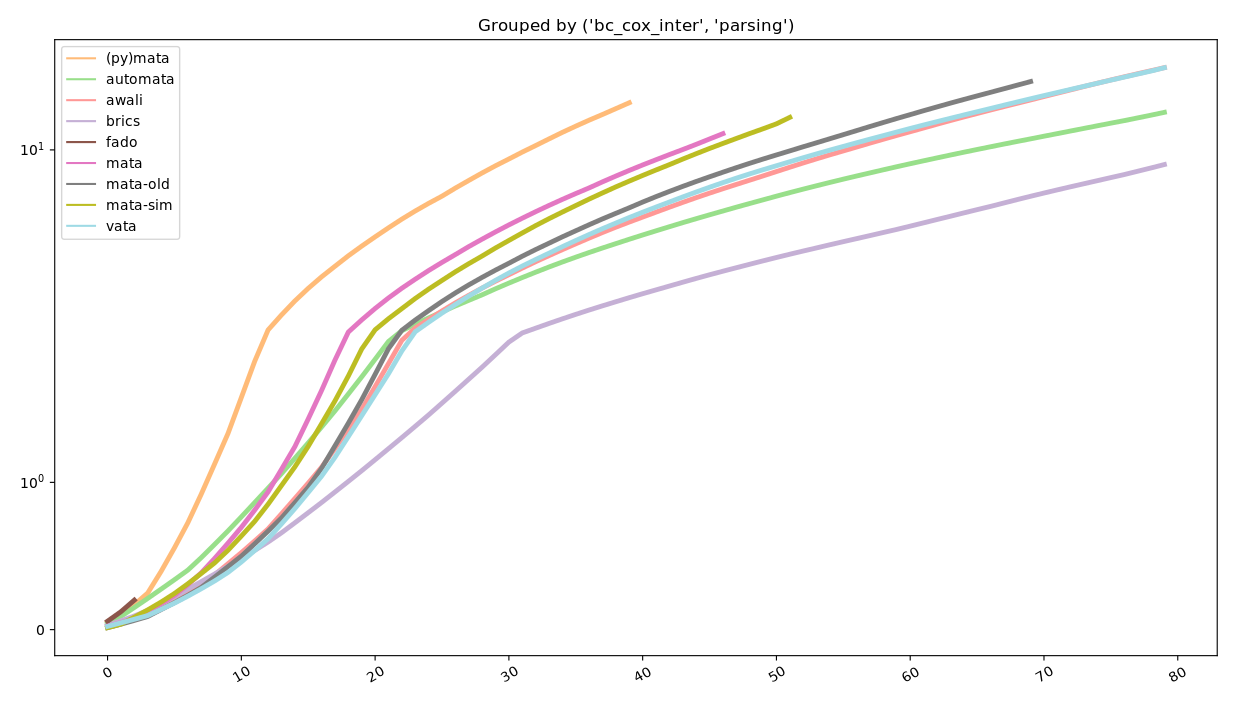 Grouped by ('bc_cox_inter', 'parsing')
(py)mata
automata
awali
brics
fado
mata
mata-old
mata-sim
vata
10¹
10⁰
0
0 10 20 30 40 50 60 70 80